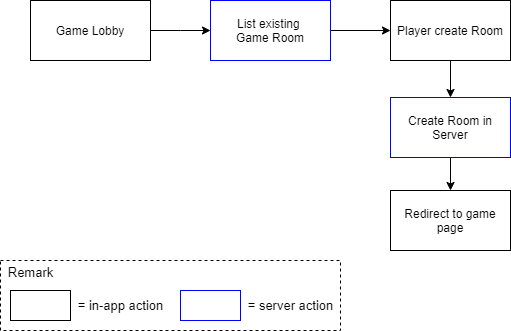 Game Lobby
List existing
Game Room
Player create Room
Create Room in
Server
Redirect to game
page
Remark
= in-app action
= server action